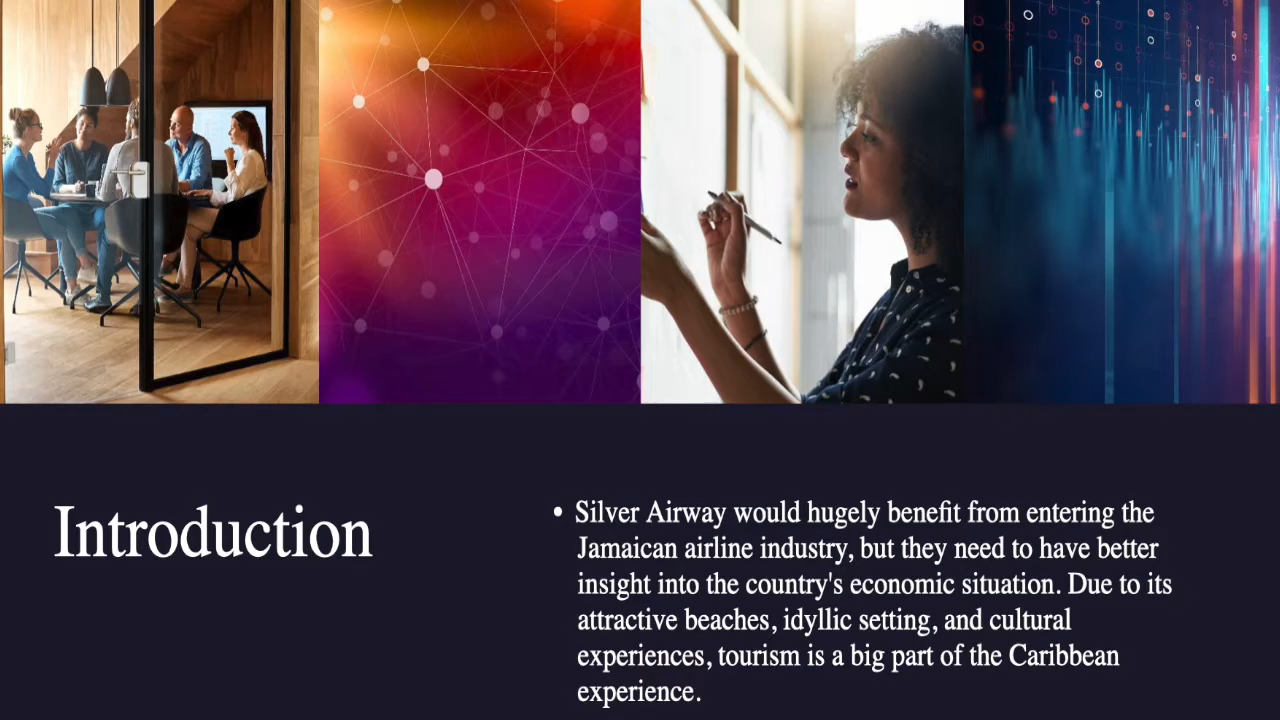 Introduction
• Silver Airway would hugely benefit from entering the
Jamaican airline industry, but they need to have better
insight into the country's economic situation. Due to its
attractive beaches, idyllic setting, and cultural
experiences, tourism is a big part of the Caribbean
experience.